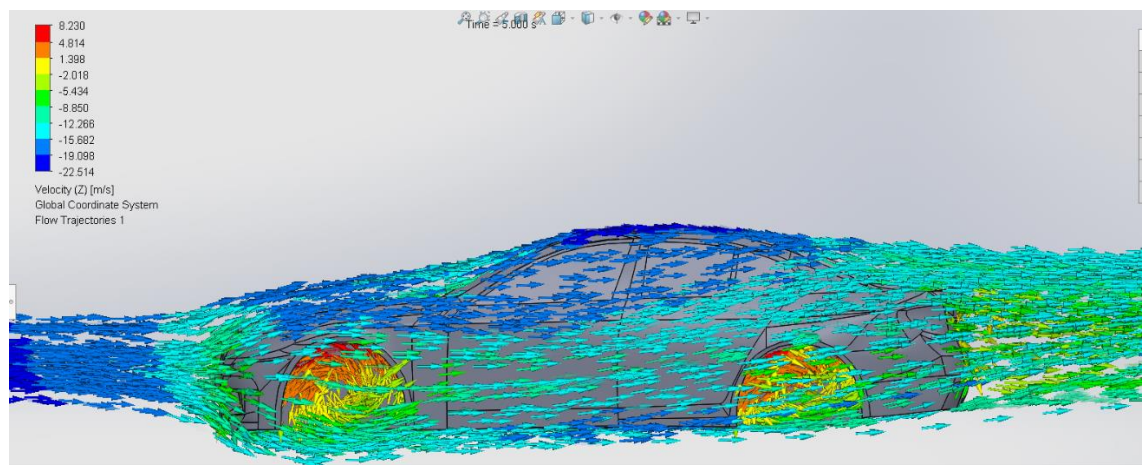 Time = 5.000 s
8.230
4.814
1.398
-2.018
-5.434
-8.850
-12.266
-15.682
-19.098
-22.514
Velocity (Z) [m/s]
Global Coordinate System
Flow Trajectories 1